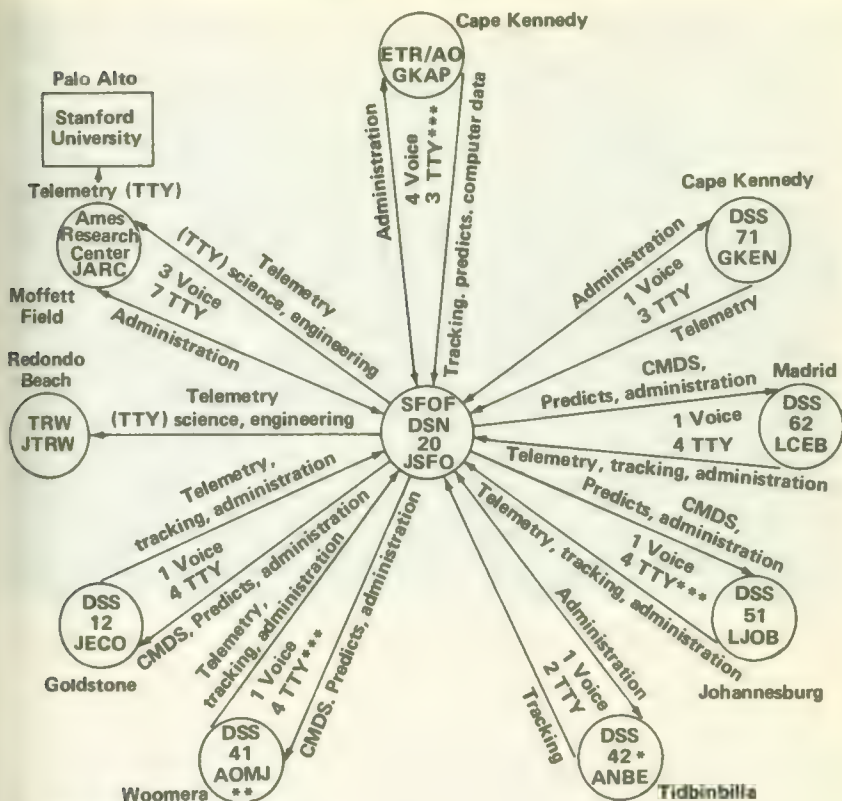 Cape Kennedy
ETR/AO
GKAP
Administration
4 Voice
3 TTY***
Tracking. predicts. computer data
Palo Alto
Stanford
University
Telemetry (TTY)
Ames
Research
Center
JARC
Moffett
Field
Telemetry
(TTY) science, engineering
3 Voice
7 TTY
Administration
Cape Kennedy
DSS
71
GKEN
Administration
1 Voice
3 TTY
Telemetry
Redondo
Beach
TRW
JTRW
Telemetry
(TTY) science, engineering
SFOF
DSN
20
JSFO
CMDS,
Predicts, administration
Madrid
DSS
62
LCEB
1 Voice
4 TTY
Telemetry, tracking, administration
Telemetry,
tracking, administration
1 Voice
4 TTY
CMDS, Predicts, administration
DSS
12
JECO
Goldstone
CMDS,
Predicts, administration
1 Voice
4 TTY***
Telemetry, tracking, administration
DSS
51
LJOB
Johannesburg
Telemetry,
tracking, administration
1 Voice
4 TTY***
CMDS. Predicts, administration
DSS
41
AOMJ
**
Woomera
Administration
1 Voice
2 TTY
Tracking
DSS
42*
ANBE
Tidbinbilla